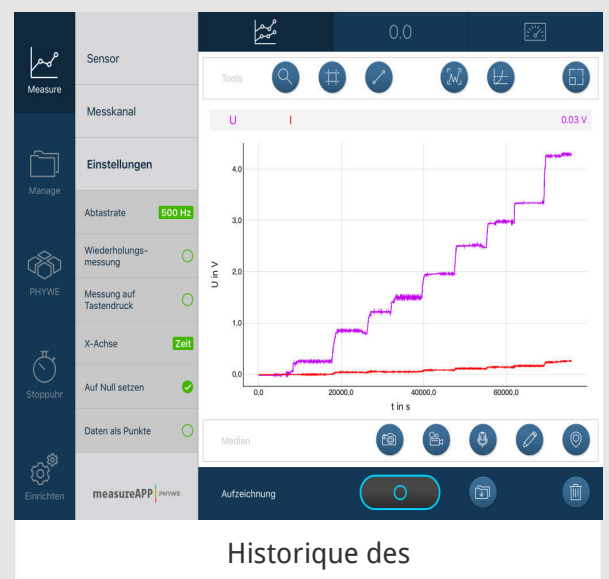 0.0
Measure
Manage
PHYWE
Stoppuhr
Einrichten
Sensor
Messkanal
Einstellungen
Abtastrate 500 Hz
Wiederholungs-
messung
Messung auf
Tastendruck
X-Achse Zeit
Auf Null setzen
Daten als Punkte
measureAPP PHYWE
Tools
U I 0.03 V
U in V
4,0
3,0
2,0
1,0
0,0
0,0 20000,0 40000,0 60000,0
t in s
Medien
Aufzeichnung
Historique des